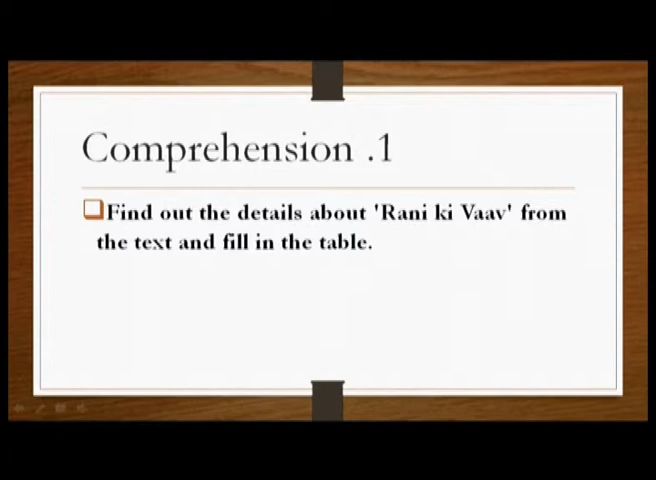 Comprehension .1
Find out the details about 'Rani ki Vaav' from
the text and fill in the table.